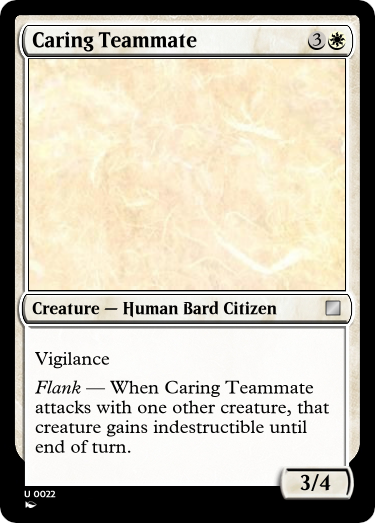 Caring Teammate 3
Creature — Human Bard Citizen
Vigilance
Flank — When Caring Teammate
attacks with one other creature, that
creature gains indestructible until
end of turn.
3/4
U 0022